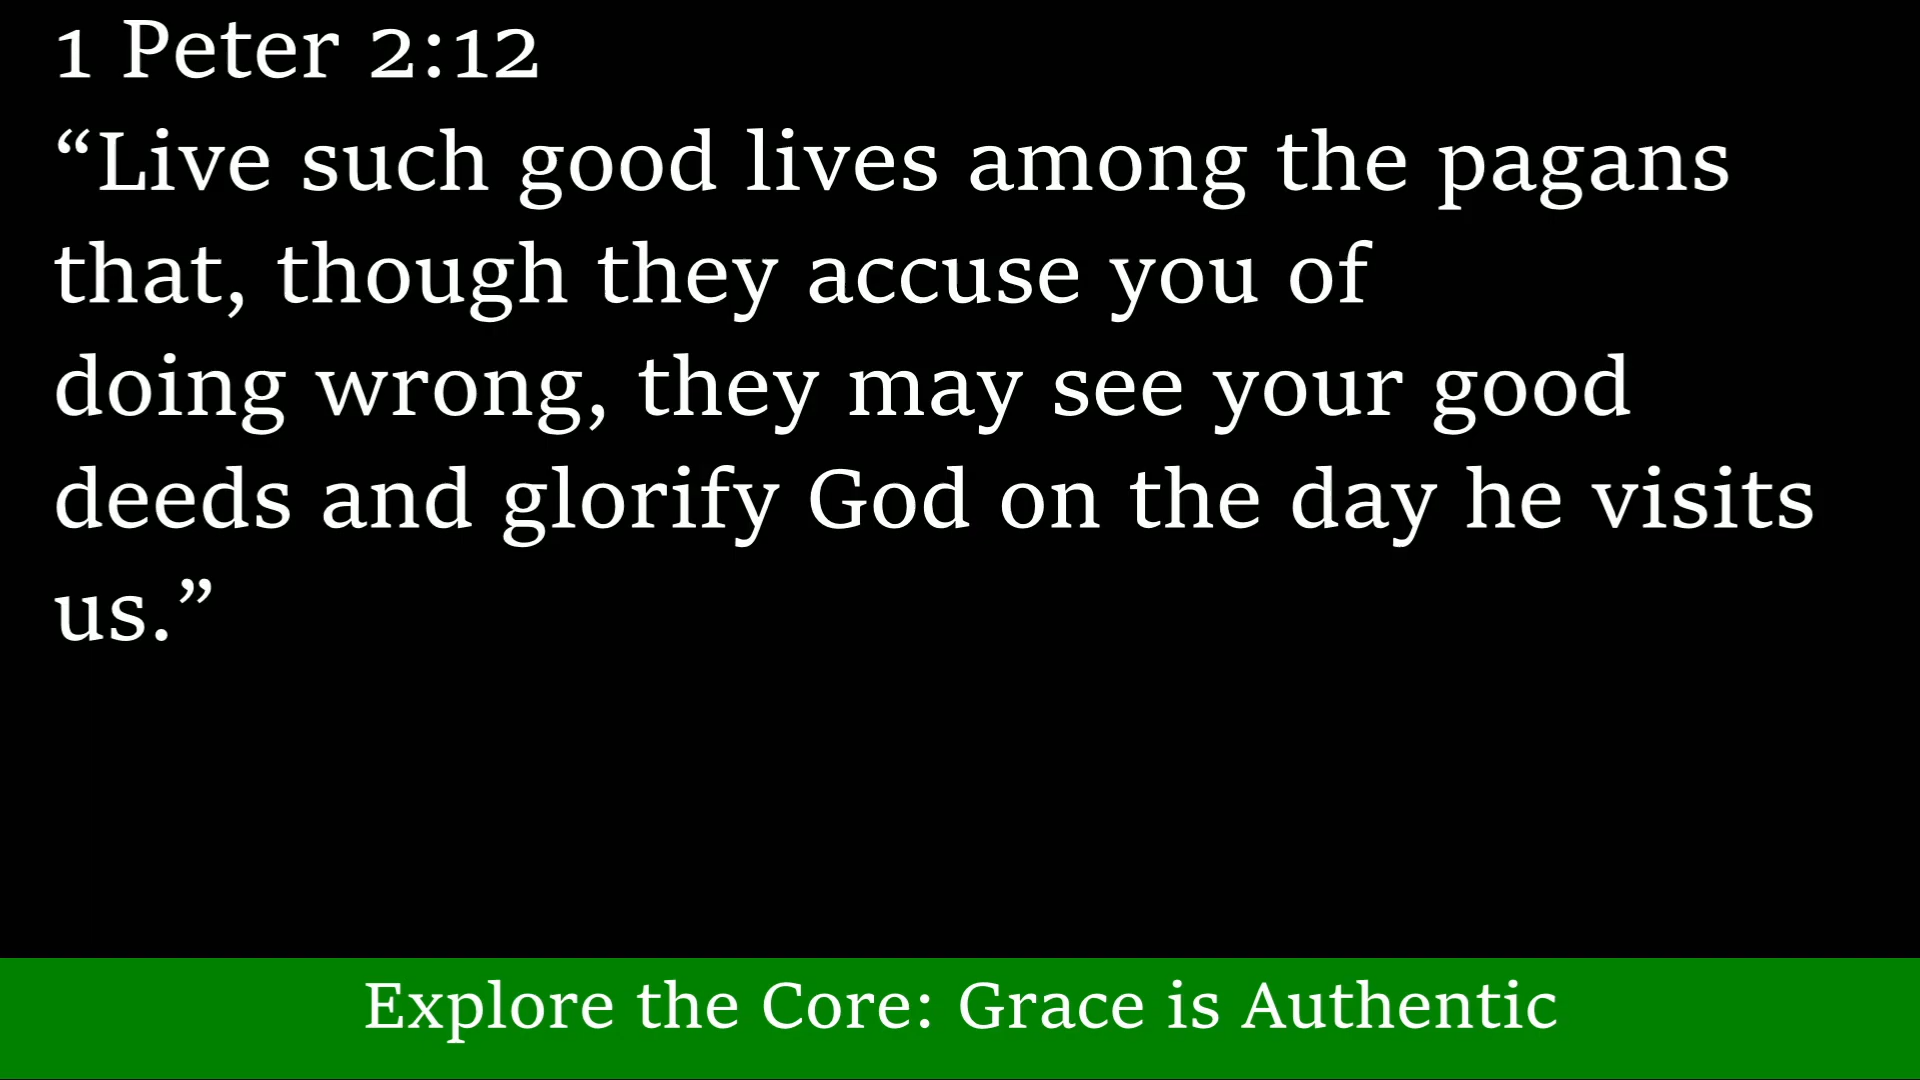 1 Peter 2:12
“Live such good lives among the pagans
that, though they accuse you of
doing wrong, they may see your good
deeds and glorify God on the day he visits
us.”
Explore the Core: Grace is Authentic